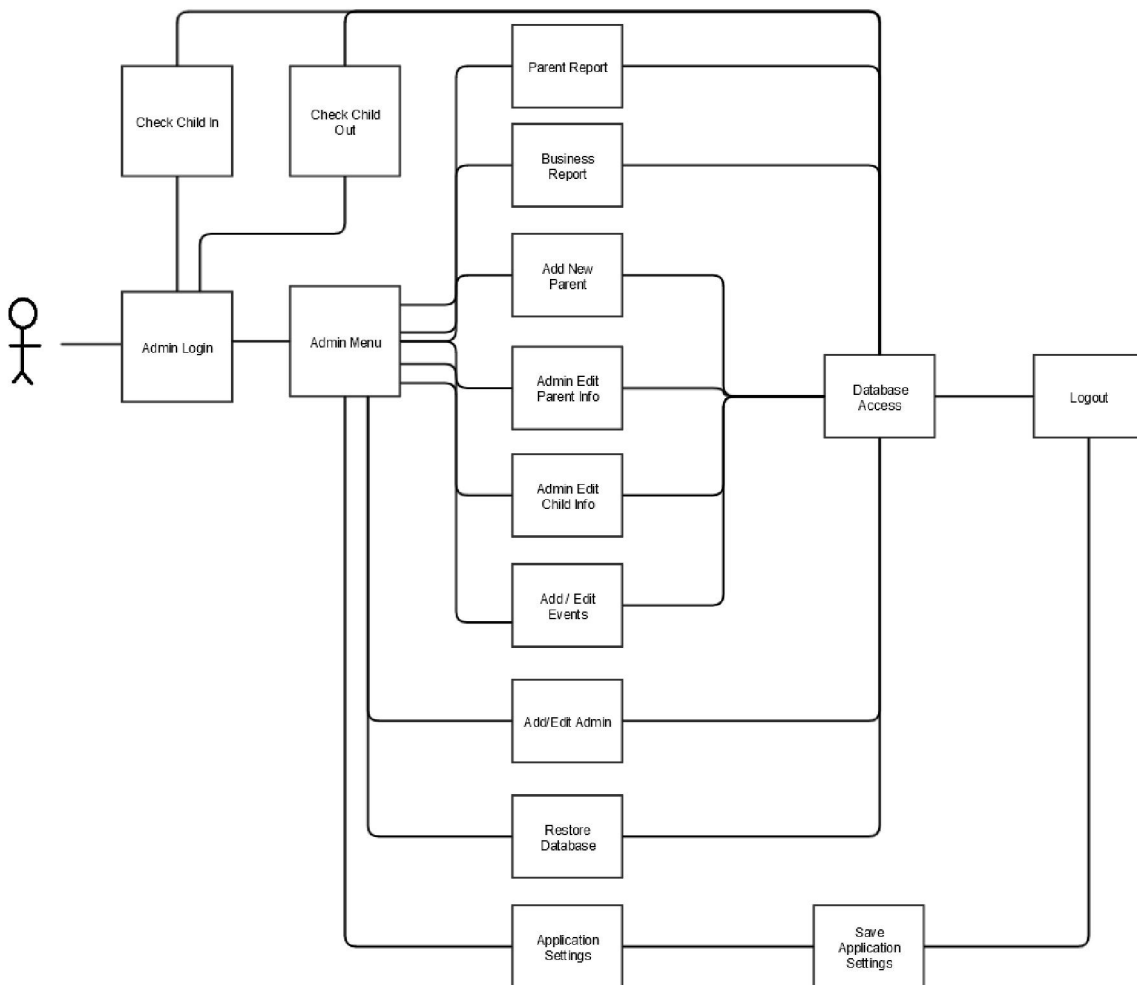 Parent Report
Check Child In
Check Child
Out
Business
Report
Add New
Parent
Admin Login
Admin Menu
Admin Edit
Parent Info
Database
Access
Logout
Admin Edit
Child Info
Add / Edit
Events
Add/Edit Admin
Restore
Database
Application
Settings
Save
Application
Settings